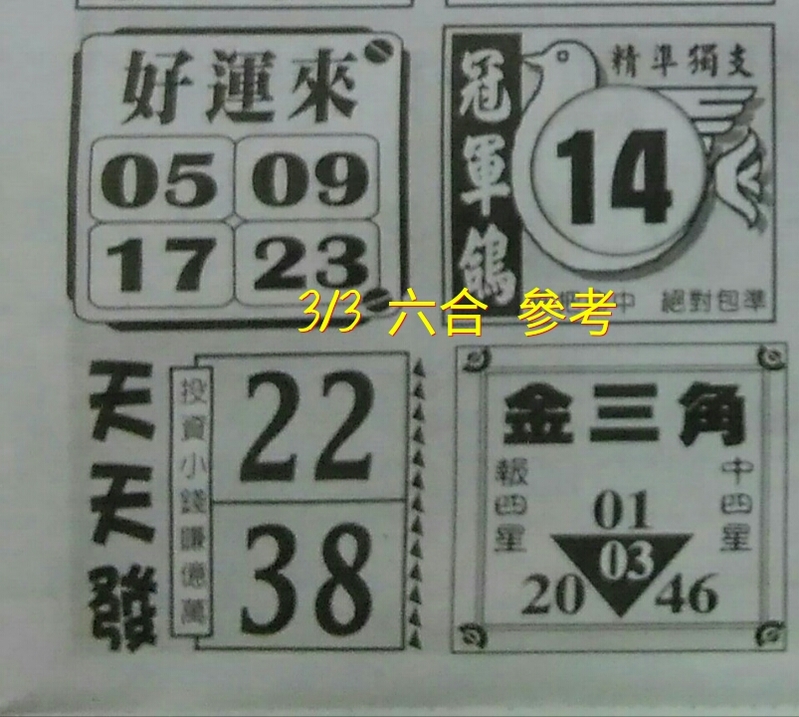 好運來
05 09
17 23
冠軍鴿
精準獨支
14
中 絕對包準
3/3 六合 參考
天天發
投資小錢賺億萬
22
38
金三角
報四星
中四星
01
03
20 46